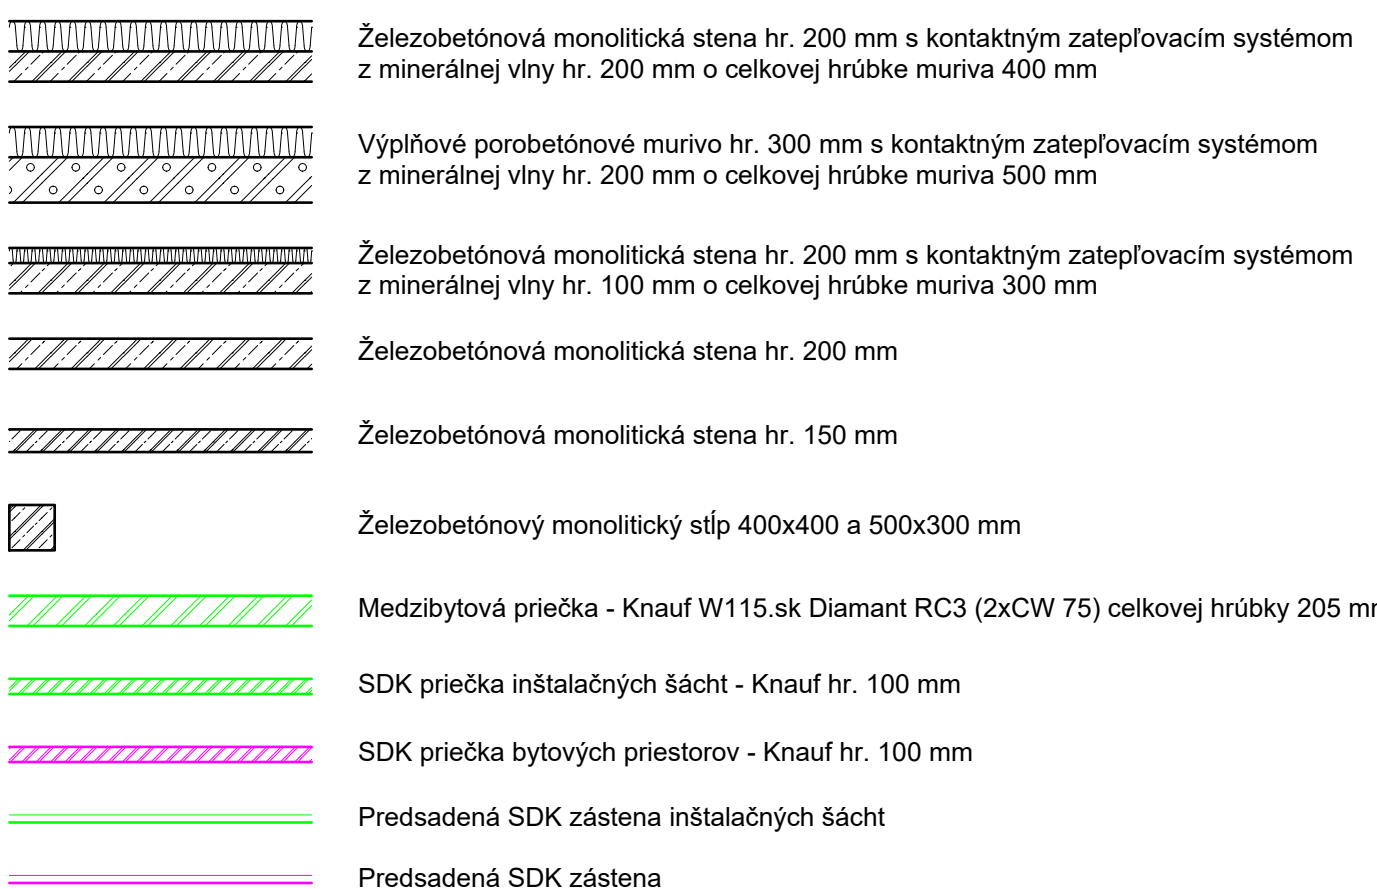 Železobetónová monolitická stena hr. 200 mm s kontaktným zatepľovacím systémom
z minerálnej vlny hr. 200 mm o celkovej hrúbke muriva 400 mm
Výplňové porobetónové murivo hr. 300 mm s kontaktným zatepľovacím systémom
z minerálnej vlny hr. 200 mm o celkovej hrúbke muriva 500 mm
Železobetónová monolitická stena hr. 200 mm s kontaktným zatepľovacím systémom
z minerálnej vlny hr. 100 mm o celkovej hrúbke muriva 300 mm
Železobetónová monolitická stena hr. 200 mm
Železobetónová monolitická stena hr. 150 mm
Železobetónový monolitický stĺp 400x400 a 500x300 mm
Medzibytová priečka - Knauf W115.sk Diamant RC3 (2xCW 75) celkovej hrúbky 205
SDK priečka inštalačných šácht - Knauf hr. 100 mm
SDK priečka bytových priestorov - Knauf hr. 100 mm
Predsadená SDK zástena inštalačných šácht
Predsadená SDK zástena